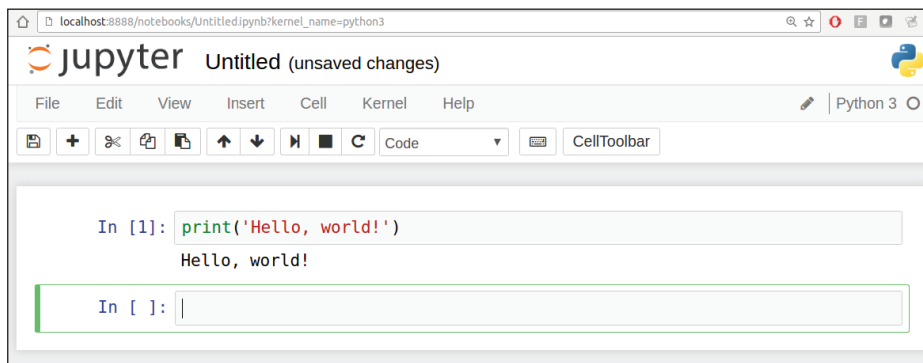 localhost:8888/notebooks/Untitled.ipynb?kernel_name=python3
jupyter Untitled (unsaved changes)
File Edit View Insert Cell Kernel Help Python 3
Code CellToolbar
In [1]: print('Hello, world!')
Hello, world!
In [ ]: